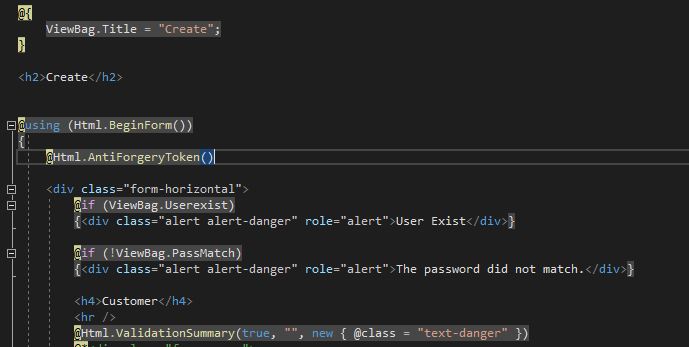 @{
ViewBag.Title = "Create";
}
<h2>Create</h2>
@using (Html.BeginForm())
{
@Html.AntiForgeryToken()
<div class="form-horizontal">
@if (ViewBag.Userexist)
{<div class="alert alert-danger" role="alert">User Exist</div>}
@if (!ViewBag.PassMatch)
{<div class="alert alert-danger" role="alert">The password did not match.</div>}
<h4>Customer</h4>
<hr />
@Html.ValidationSummary(true, "", new { @class = "text-danger" })